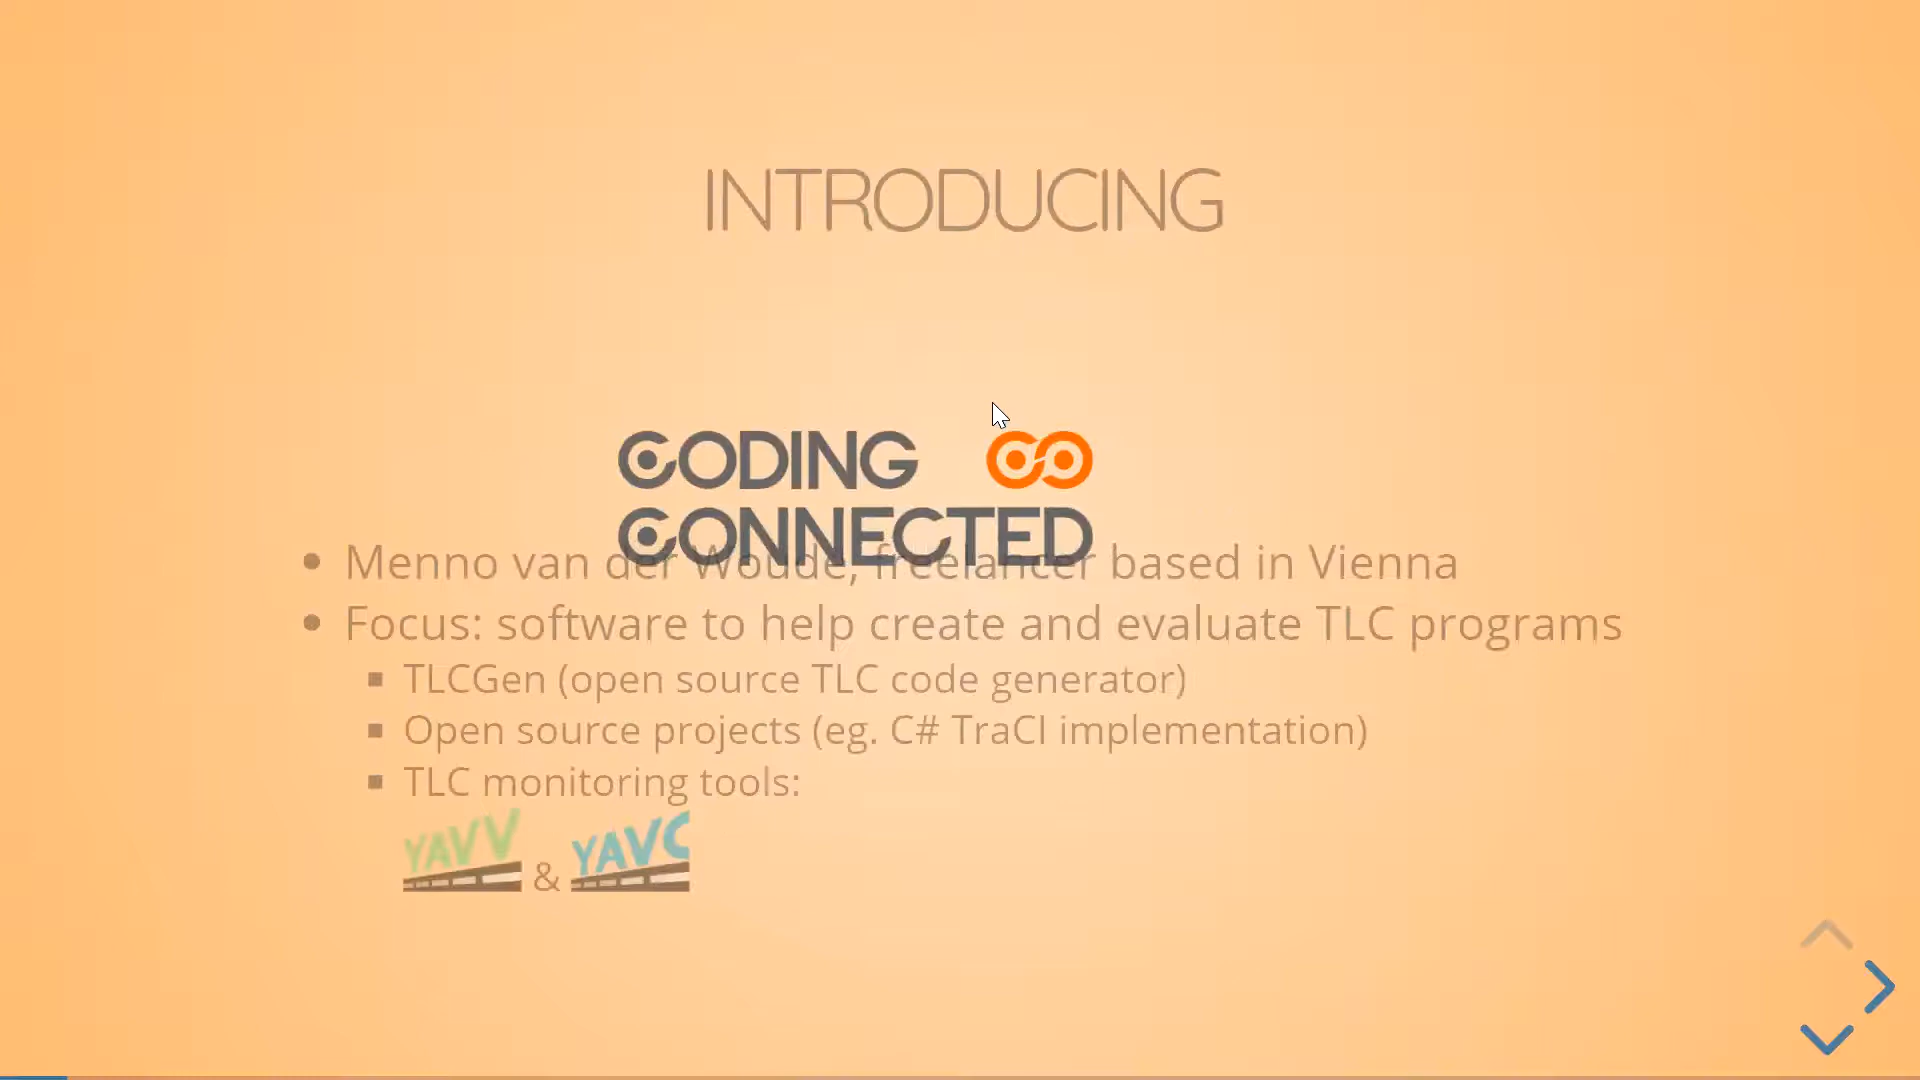 INTRODUCING
CODING
CONNECTED
Menno van der Woude, freelancer based in Vienna
Focus: software to help create and evaluate TLC programs
TLCGen (open source TLC code generator)
Open source projects (eg. C# TraCI implementation)
TLC monitoring tools:
YAVV & YAVC